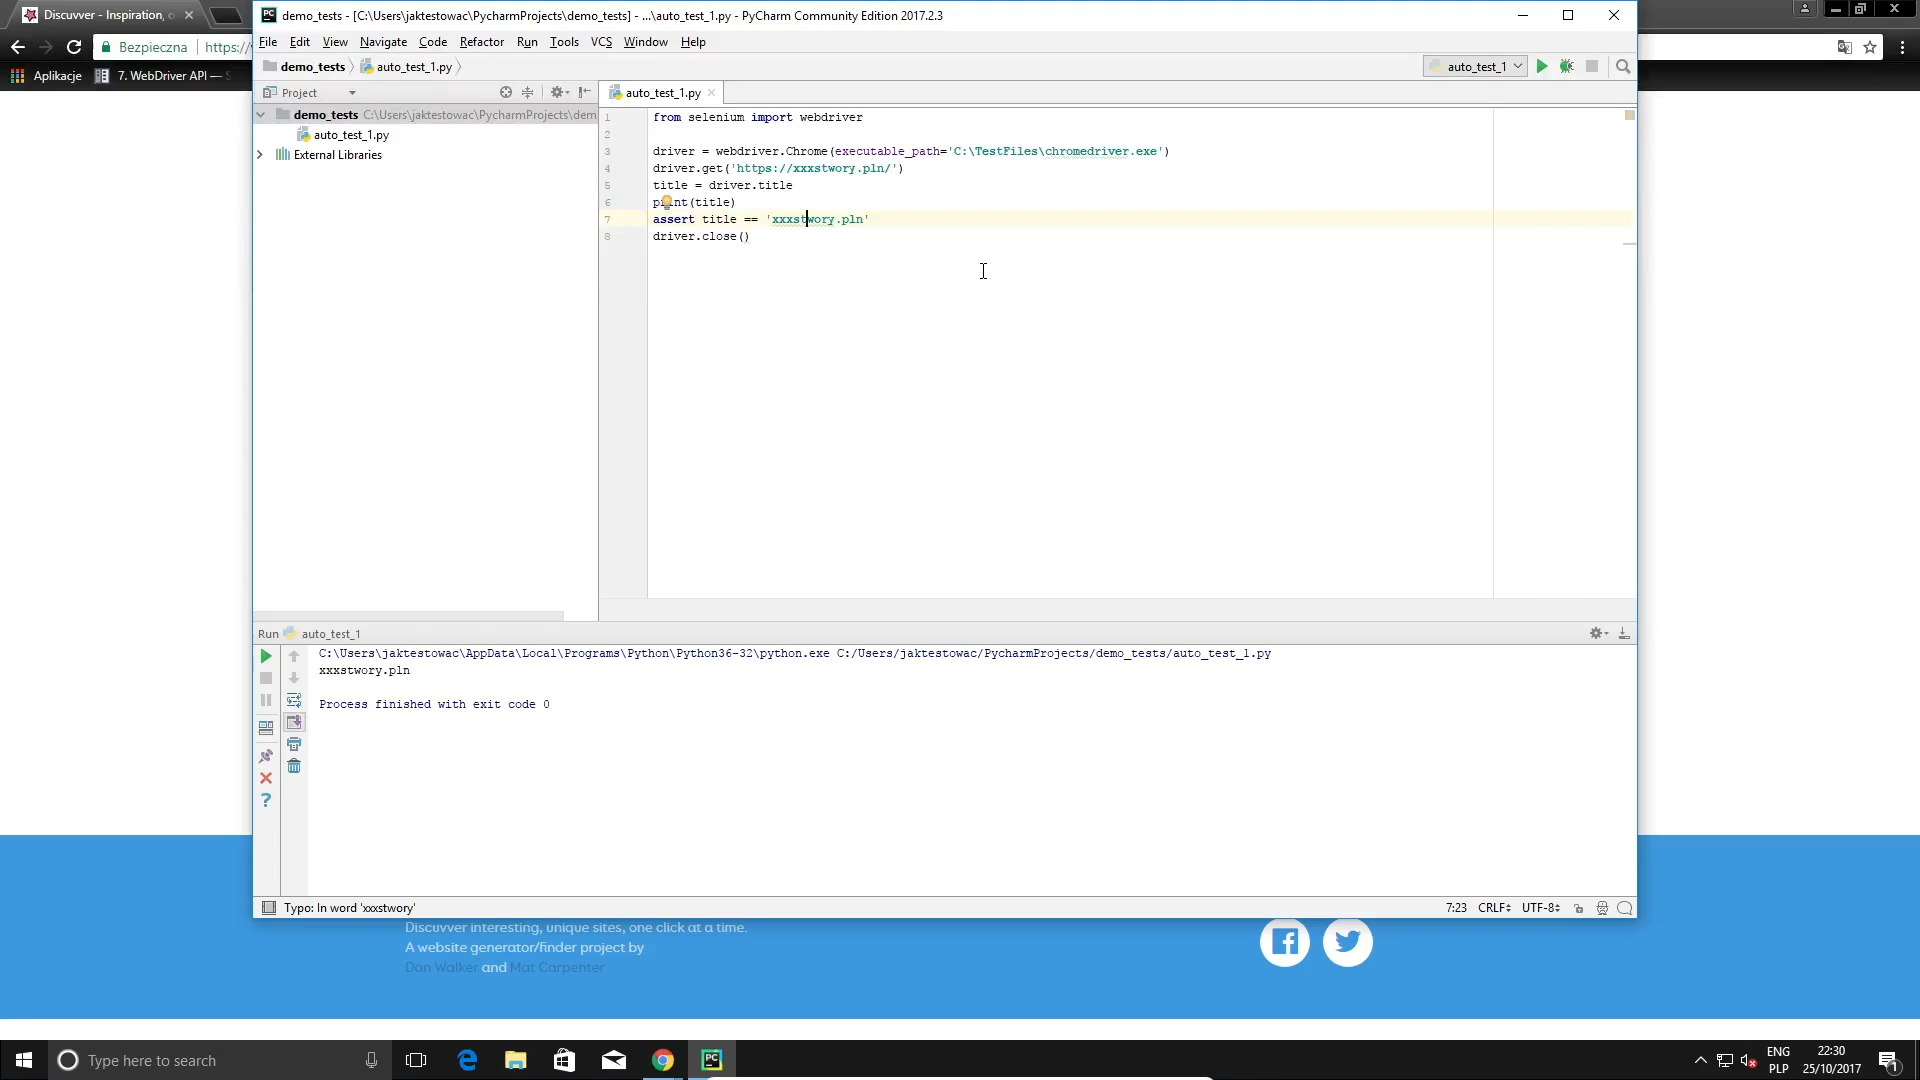 Discuvver - Inspiration, o
demo_tests - [C:\Users\jaktestowac\PycharmProjects\demo_tests] - ...\auto_test_1.py - PyCharm Community Edition 2017.2.3
Bezpieczna https://
File Edit View Navigate Code Refactor Run Tools VCS Window Help
Aplikacje 7. WebDriver API — S
demo_tests auto_test_1.py auto_test_1
Project auto_test_1.py
demo_tests C:\Users\jaktestowac\PycharmProjects\dem
auto_test_1.py
External Libraries
1 from selenium import webdriver
2
3 driver = webdriver.Chrome(executable_path='C:\TestFiles\chromedriver.exe')
4 driver.get('https://xxxstwory.pln/')
5 title = driver.title
6 print(title)
7 assert title == 'xxxstwory.pln'
8 driver.close()
Run auto_test_1
C:\Users\jaktestowac\AppData\Local\Programs\Python\Python36-32\python.exe C:/Users/jaktestowac/PycharmProjects/demo_tests/auto_test_1.py
xxxstwory.pln
Process finished with exit code 0
Typo: In word 'xxxstwory' 7:23 CRLF UTF-8
Discuvver interesting, unique sites, one click at a time.
A website generator/finder project by
Dan Walker and Mat Carpenter
Type here to search
ENG 22:30
PLP 25/10/2017
1